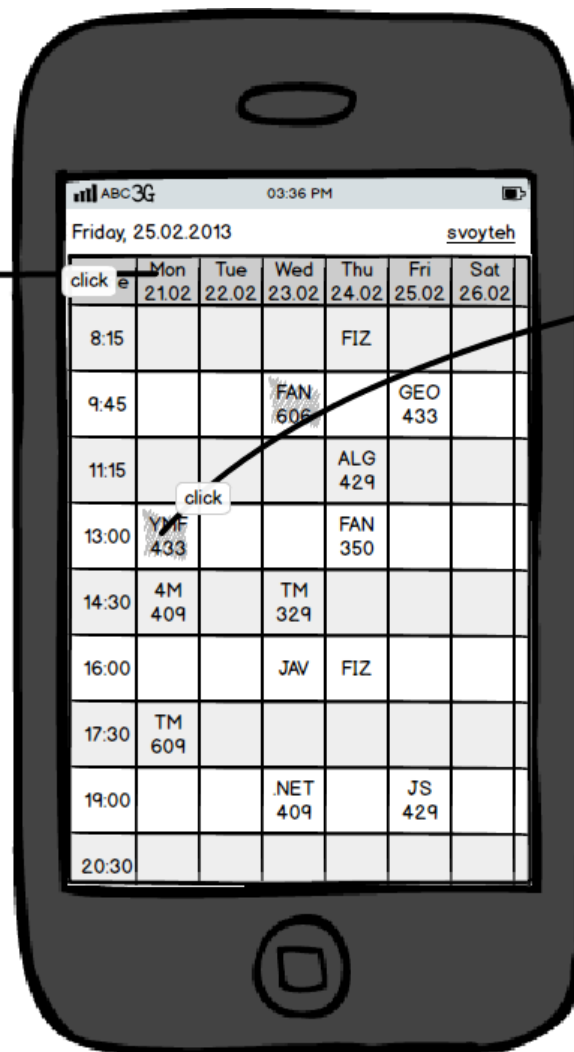 ABC 3G 03:36 PM
Friday, 25.02.2013 svoyteh
click e Mon Tue Wed Thu Fri Sat
21.02 22.02 23.02 24.02 25.02 26.02
8:15 FIZ
9:45 FAN GEO
606 433
11:15 ALG
429
click
13:00 YMF FAN
433 350
14:30 4M TM
409 329
16:00 JAV FIZ
17:30 TM
609
19:00 .NET JS
409 429
20:30